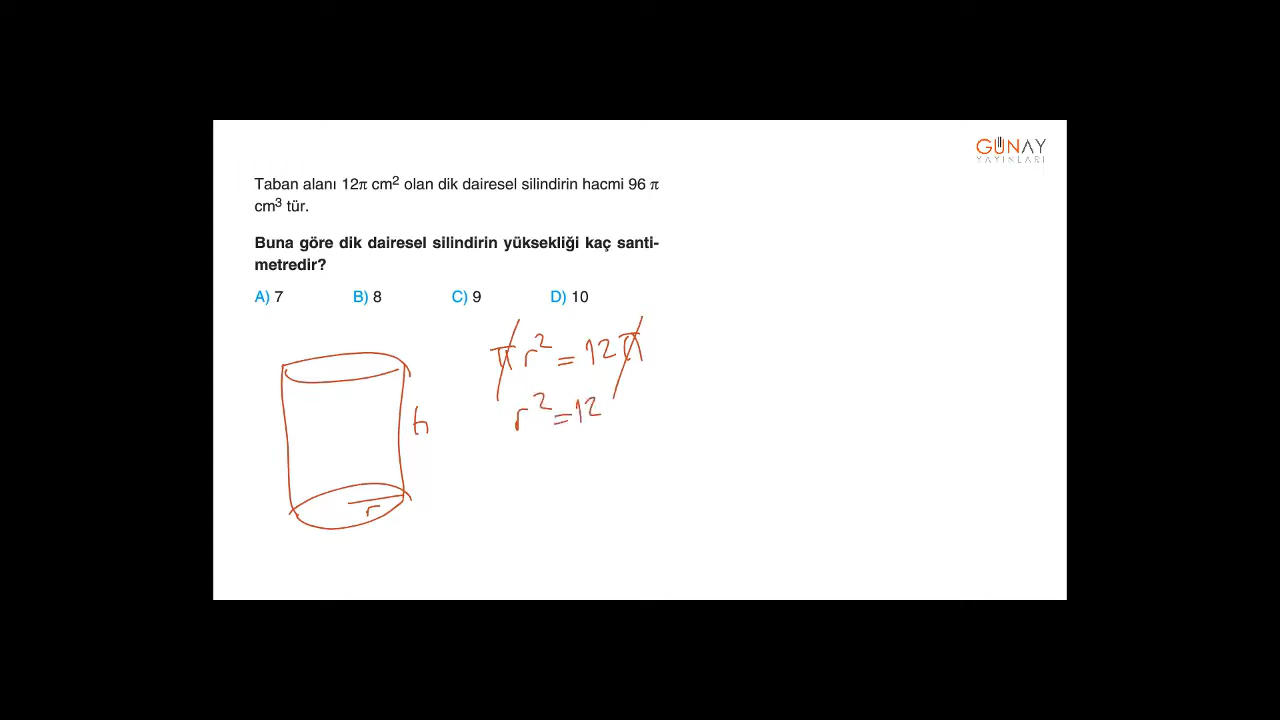 GÜNAY
YAYINLARI
Taban alanı 12π cm² olan dik dairesel silindirin hacmi 96 π
cm³ tür.
Buna göre dik dairesel silindirin yüksekliği kaç santi-
metredir?
A) 7 B) 8 C) 9 D) 10
πr² = 12π
r² = 12
h
r